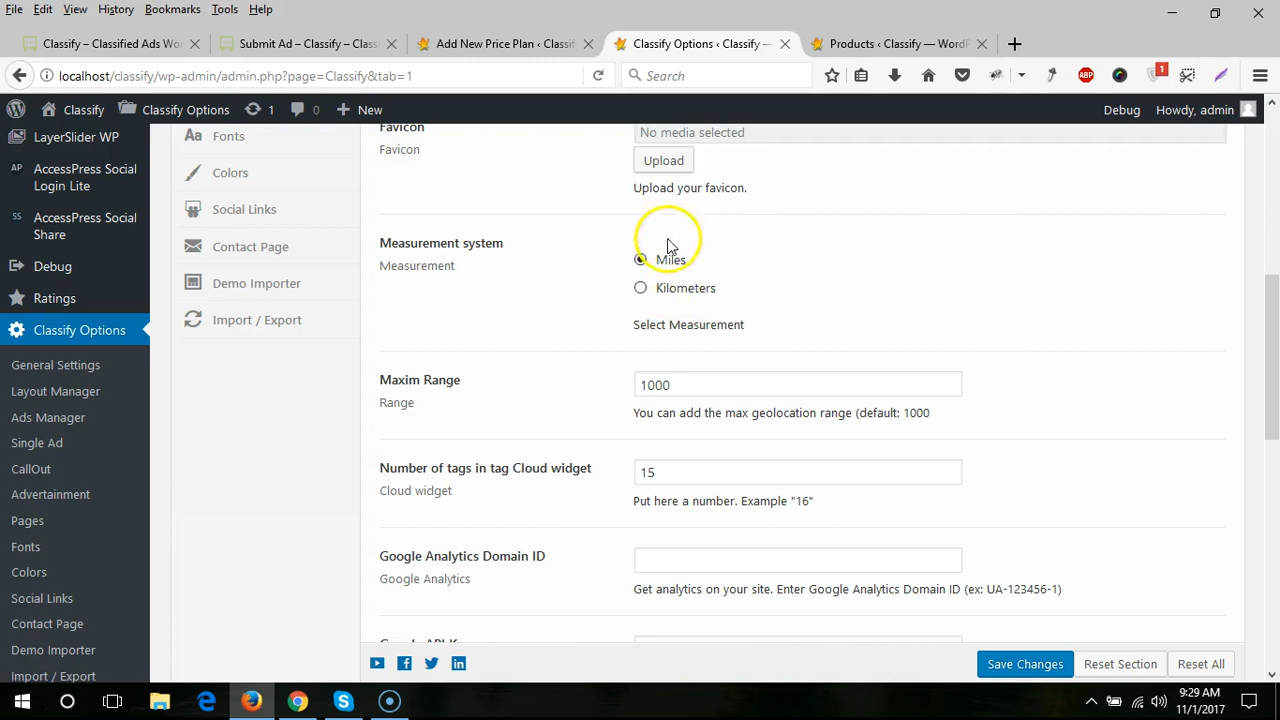 File Edit View History Bookmarks Tools Help
Classify – Classified Ads Wo
Submit Ad – Classify – Class
Add New Price Plan ‹ Classify
Classify Options ‹ Classify —
Products ‹ Classify — WordP
localhost/classify/wp-admin/admin.php?page=Classify&tab=1
Search
ABP
1
Classify
Classify Options
1
0
New
Debug
Howdy, admin
LayerSlider WP
AP
AccessPress Social
Login Lite
SS
AccessPress Social
Share
Debug
Ratings
Classify Options
General Settings
Layout Manager
Ads Manager
Single Ad
CallOut
Advertainment
Pages
Fonts
Colors
Social Links
Contact Page
Demo Importer
Import / Export
Aa Fonts
Colors
Social Links
Contact Page
Demo Importer
Import / Export
Favicon
Favicon
No media selected
Upload
Upload your favicon.
Measurement system
Measurement
Miles
Kilometers
Select Measurement
Maxim Range
Range
1000
You can add the max geolocation range (default: 1000
Number of tags in tag Cloud widget
Cloud widget
15
Put here a number. Example "16"
Google Analytics Domain ID
Google Analytics
Get analytics on your site. Enter Google Analytics Domain ID (ex: UA-123456-1)
Save Changes
Reset Section
Reset All
9:29 AM
11/1/2017